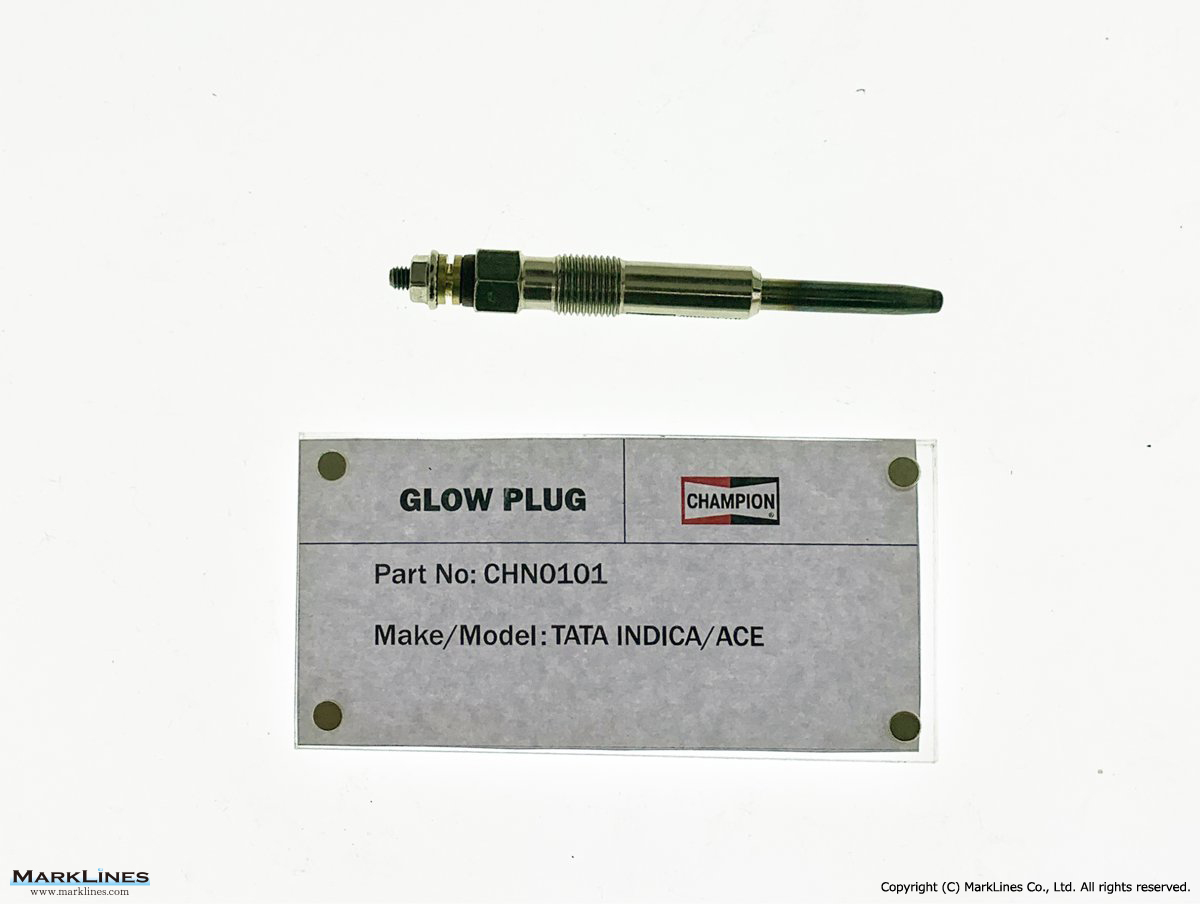 GLOW PLUG
CHAMPION
®
Part No: CHN0101
Make/Model: TATA INDICA/ACE
MARKLINES
www.marklines.com
Copyright (C) MarkLines Co., Ltd. All rights reserved.